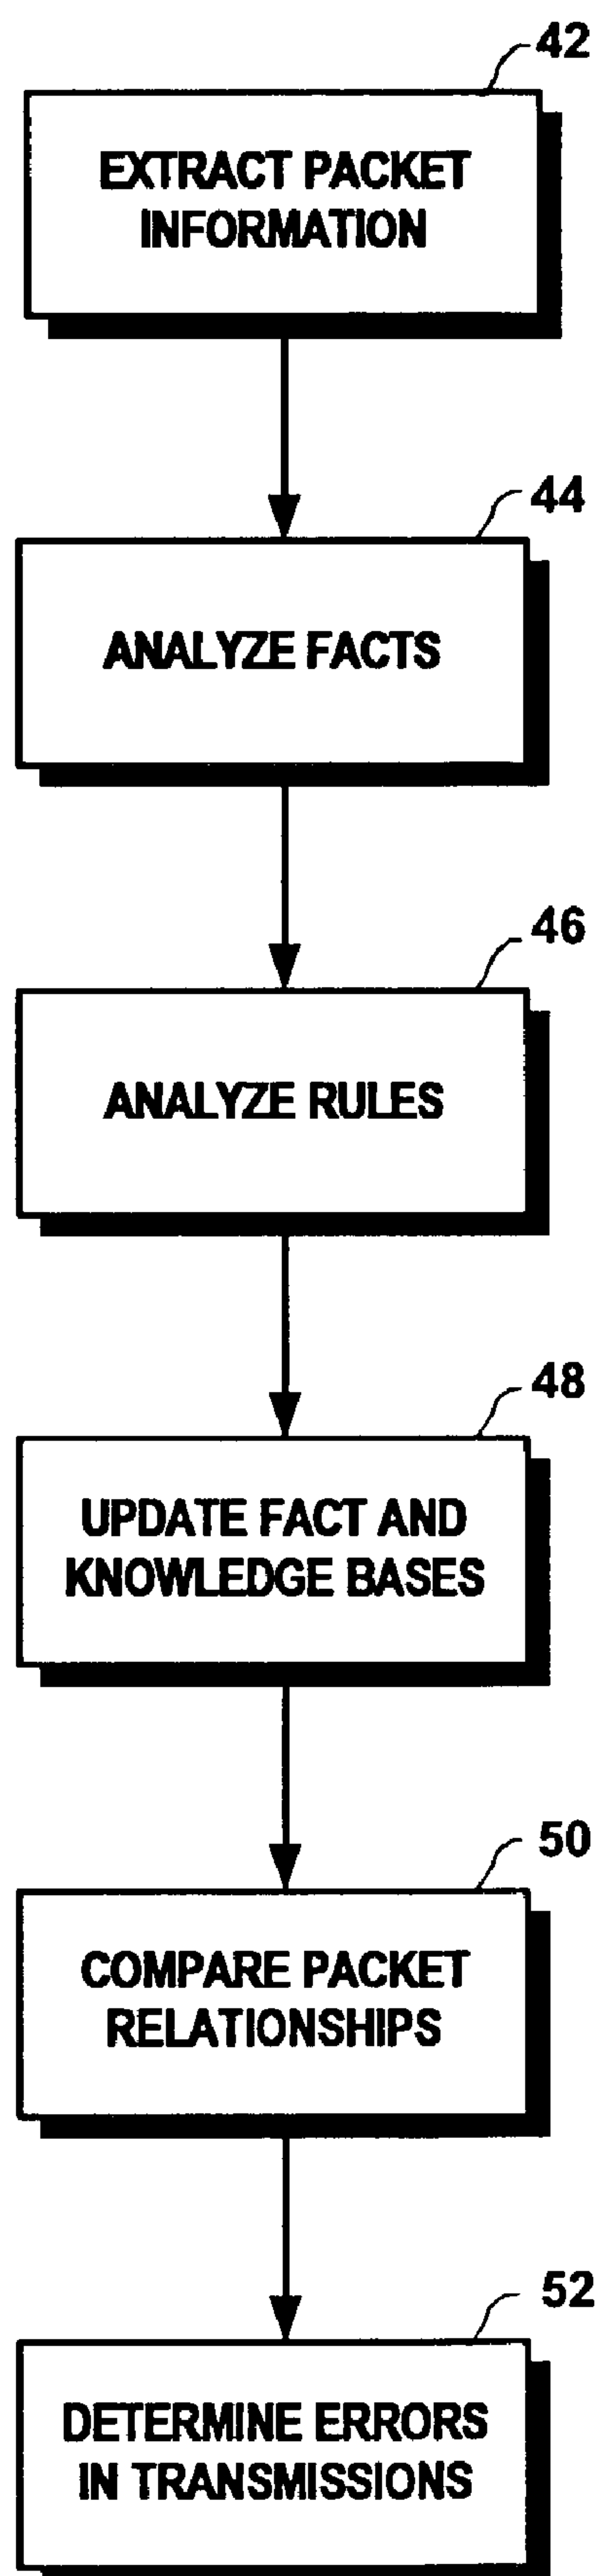 42
EXTRACT PACKET
INFORMATION
44
ANALYZE FACTS
46
ANALYZE RULES
48
UPDATE FACT AND
KNOWLEDGE BASES
50
COMPARE PACKET
RELATIONSHIPS
52
DETERMINE ERRORS
IN TRANSMISSIONS